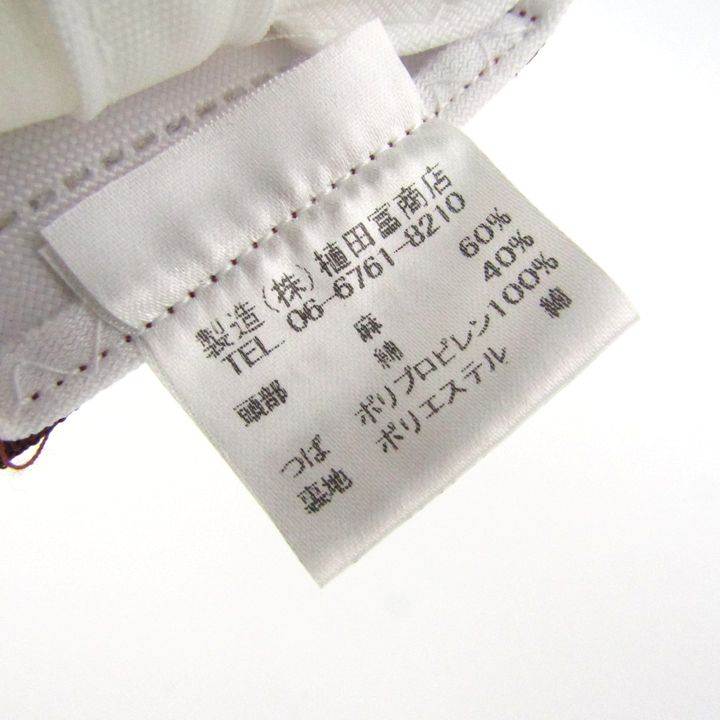 製造(株)植田冨商店
TEL. 06-6761-8210
頭部 麻 60%
綿 40%
つば ポリプロピレン100%
裏地 ポリエステル 綿